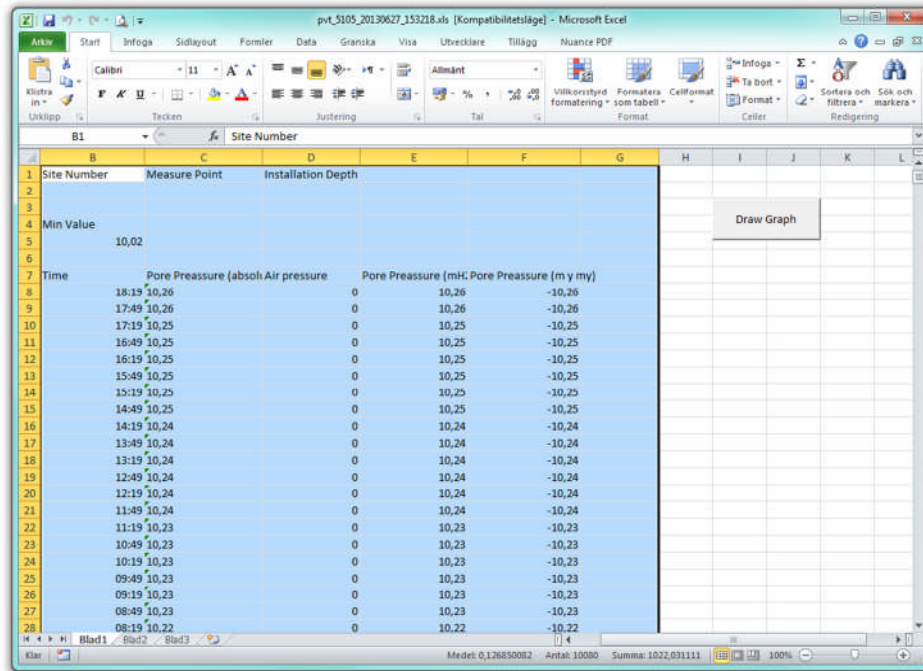 pvt_5105_20130627_153218.xls [Kompatibilitetsläge] - Microsoft Excel
Arkiv Start Infoga Sidlayout Formler Data Granska Visa Utvecklare Tillägg Nuance PDF
Klistra in
Calibri 11 A A
F K U
Allmänt
Villkorsstyrd formatering
Formatera som tabell
Cellformat
Infoga
Ta bort
Format
Sortera och filtrera
Sök och markera
Urklipp Tecken Justering Tal Format Celler Redigering
B1 fx Site Number
B C D E F G H I J K L
1 Site Number Measure Point Installation Depth
2
3
4 Min Value
5 10,02
6
7 Time Pore Preassure (absolu Air pressure Pore Preassure (mH2 Pore Preassure (m y my)
8 18:19 10,26 0 10,26 -10,26
9 17:49 10,26 0 10,26 -10,26
10 17:19 10,25 0 10,25 -10,25
11 16:49 10,25 0 10,25 -10,25
12 16:19 10,25 0 10,25 -10,25
13 15:49 10,25 0 10,25 -10,25
14 15:19 10,25 0 10,25 -10,25
15 14:49 10,25 0 10,25 -10,25
16 14:19 10,24 0 10,24 -10,24
17 13:49 10,24 0 10,24 -10,24
18 13:19 10,24 0 10,24 -10,24
19 12:49 10,24 0 10,24 -10,24
20 12:19 10,24 0 10,24 -10,24
21 11:49 10,24 0 10,24 -10,24
22 11:19 10,23 0 10,23 -10,23
23 10:49 10,23 0 10,23 -10,23
24 10:19 10,23 0 10,23 -10,23
25 09:49 10,23 0 10,23 -10,23
26 09:19 10,23 0 10,23 -10,23
27 08:49 10,23 0 10,23 -10,23
28 08:19 10,22 0 10,22 -10,22
Draw Graph
Blad1 Blad2 Blad3
Klar Medel: 0,126850082 Antal: 10080 Summa: 1022,031111 100%